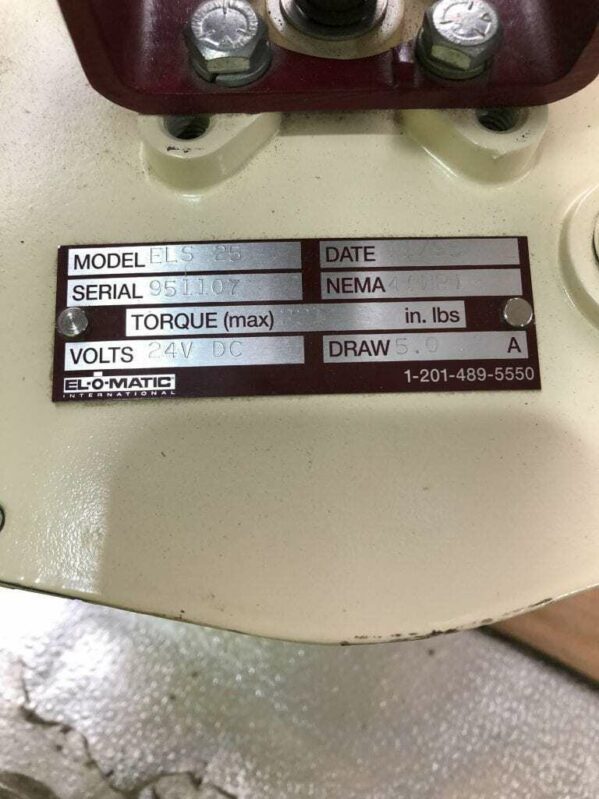 MODEL ELS 25
DATE
SERIAL 951107
NEMA
TORQUE (max) in. lbs
VOLTS 24V DC
DRAW 5.0 A
EL-O-MATIC
INTERNATIONAL
1-201-489-5550